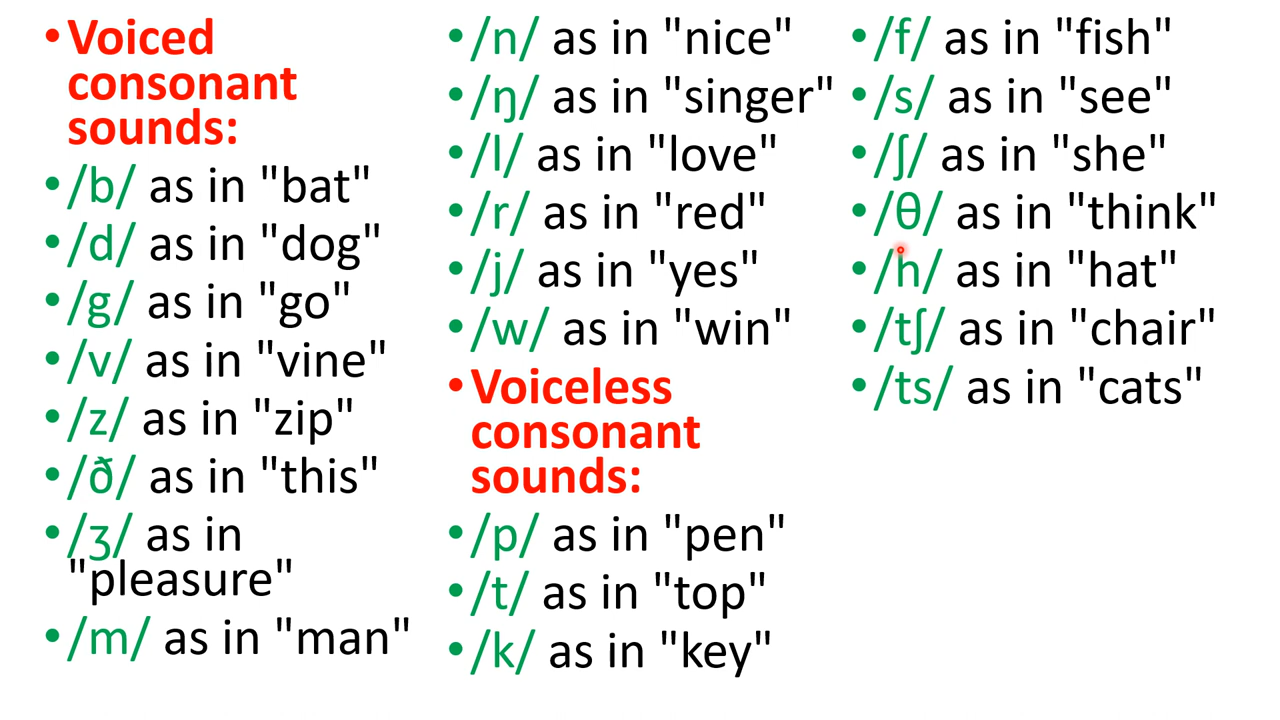 • Voiced
consonant
sounds:
• /b/ as in "bat"
• /d/ as in "dog"
• /g/ as in "go"
• /v/ as in "vine"
• /z/ as in "zip"
• /ð/ as in "this"
• /ʒ/ as in
"pleasure"
• /m/ as in "man"
• /n/ as in "nice"
• /ŋ/ as in "singer"
• /l/ as in "love"
• /r/ as in "red"
• /j/ as in "yes"
• /w/ as in "win"
• Voiceless
consonant
sounds:
• /p/ as in "pen"
• /t/ as in "top"
• /k/ as in "key"
• /f/ as in "fish"
• /s/ as in "see"
• /ʃ/ as in "she"
• /θ/ as in "think"
• /h/ as in "hat"
• /tʃ/ as in "chair"
• /ts/ as in "cats"